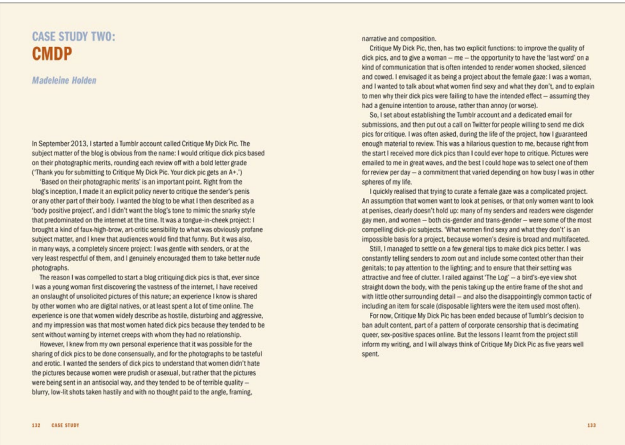 CASE STUDY TWO:
CMDP
Madeleine Holden
In September 2013, I started a Tumblr account called Critique My Dick Pic. The
subject matter of the blog is obvious from the name: I would critique dick pics based
on their photographic merits, rounding each review off with a bold letter grade
('Thank you for submitting to Critique My Dick Pic. Your dick pic gets an A+.')
'Based on their photographic merits' is an important point. Right from the
blog's inception, I made it an explicit policy never to critique the sender's penis
or any other part of their body. I wanted the blog to be what I then described as a
'body positive project', and I didn't want the blog's tone to mimic the snarky style
that predominated on the internet at the time. It was a tongue-in-cheek project: I
brought a kind of faux-high-brow, art-critic sensibility to what was obviously profane
subject matter, and I knew that audiences would find that funny. But it was also,
in many ways, a completely sincere project: I was gentle with senders, or at the
very least respectful of them, and I genuinely encouraged them to take better nude
photographs.
The reason I was compelled to start a blog critiquing dick pics is that, ever since
I was a young woman first discovering the vastness of the internet, I have received
an onslaught of unsolicited pictures of this nature; an experience I know is shared
by other women who are digital natives, or at least spent a lot of time online. The
experience is one that women widely describe as hostile, disturbing and aggressive,
and my impression was that most women hated dick pics because they tended to be
sent without warning by internet creeps with whom they had no relationship.
However, I knew from my own personal experience that it was possible for the
sharing of dick pics to be done consensually, and for the photographs to be tasteful
and erotic. I wanted the senders of dick pics to understand that women didn't hate
the pictures because women were prudish or asexual, but rather that the pictures
were being sent in an antisocial way, and they tended to be of terrible quality –
blurry, low-lit shots taken hastily and with no thought paid to the angle, framing,
132 CASE STUDY
narrative and composition.
Critique My Dick Pic, then, has two explicit functions: to improve the quality of
dick pics, and to give a woman – me – the opportunity to have the 'last word' on a
kind of communication that is often intended to render women shocked, silenced
and cowed. I envisaged it as being a project about the female gaze: I was a woman,
and I wanted to talk about what women find sexy and what they don't, and to explain
to men why their dick pics were failing to have the intended effect – assuming they
had a genuine intention to arouse, rather than annoy (or worse).
So, I set about establishing the Tumblr account and a dedicated email for
submissions, and then put out a call on Twitter for people willing to send me dick
pics for critique. I was often asked, during the life of the project, how I guaranteed
enough material to review. This was a hilarious question to me, because right from
the start I received more dick pics than I could ever hope to critique. Pictures were
emailed to me in great waves, and the best I could hope was to select one of them
for review per day – a commitment that varied depending on how busy I was in other
spheres of my life.
I quickly realised that trying to curate a female gaze was a complicated project.
An assumption that women want to look at penises, or that only women want to look
at penises, clearly doesn't hold up: many of my senders and readers were cisgender
gay men, and women – both cis-gender and trans-gender – were some of the most
compelling dick-pic subjects. 'What women find sexy and what they don't' is an
impossible basis for a project, because women's desire is broad and multifaceted.
Still, I managed to settle on a few general tips to make dick pics better. I was
constantly telling senders to zoom out and include some context other than their
genitals; to pay attention to the lighting; and to ensure that their setting was
attractive and free of clutter. I railed against 'The Log' – a bird's-eye view shot
straight down the body, with the penis taking up the entire frame of the shot and
with little other surrounding detail – and also the disappointingly common tactic of
including an item for scale (disposable lighters were the item used most often).
For now, Critique My Dick Pic has been ended because of Tumblr's decision to
ban adult content, part of a pattern of corporate censorship that is decimating
queer, sex-positive spaces online. But the lessons I learnt from the project still
inform my writing, and I will always think of Critique My Dick Pic as five years well
spent.
133